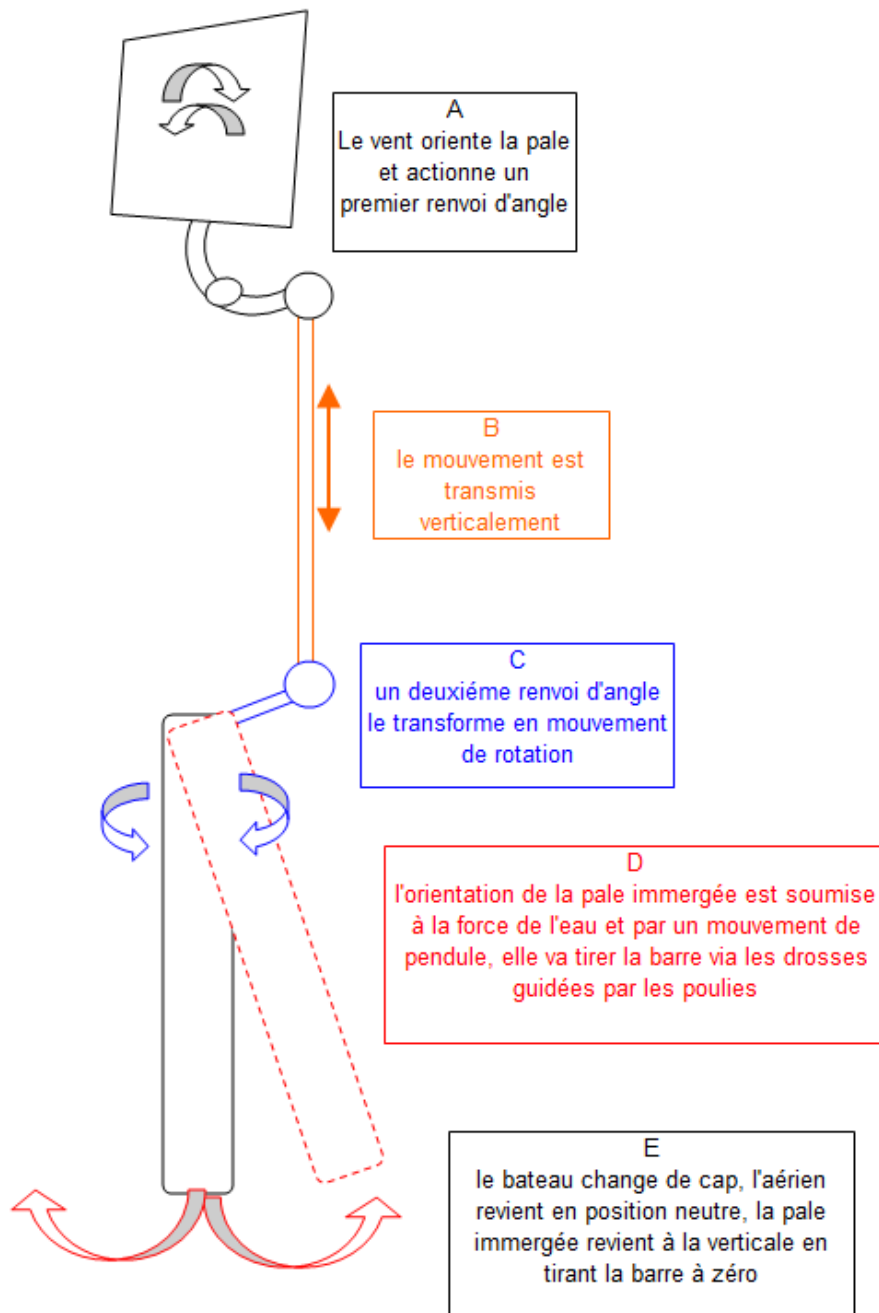 A
Le vent oriente la pale
et actionne un
premier renvoi d'angle
B
le mouvement est
transmis
verticalement
C
un deuxiéme renvoi d'angle
le transforme en mouvement
de rotation
D
l'orientation de la pale immergée est soumise
à la force de l'eau et par un mouvement de
pendule, elle va tirer la barre via les drosses
guidées par les poulies
E
le bateau change de cap, l'aérien
revient en position neutre, la pale
immergée revient à la verticale en
tirant la barre à zéro